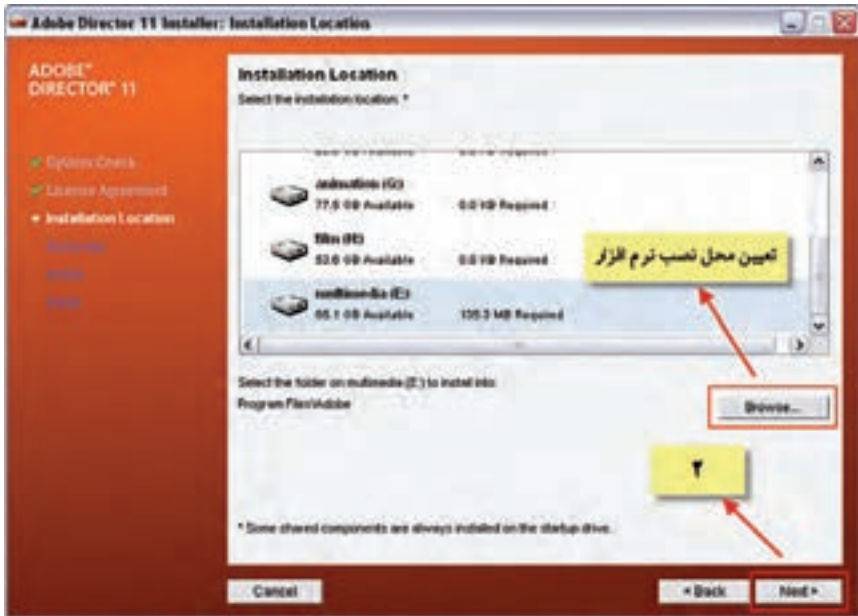 Adobe Director 11 Installer: Installation Location
ADOBE®
DIRECTOR® 11
System Check
License Agreement
Installation Location
Installation Location
Select the installation location: *
animation (G:)
77.6 GB Available 0.0 KB Required
film (H:)
53.6 GB Available 0.0 KB Required
multimedia (E:)
65.1 GB Available 135.3 MB Required
تعیین محل نصب نرم افزار
Select the folder on multimedia (E:) to install into:
Program Files\Adobe
Browse...
۲
* Some shared components are always installed on the startup drive.
Cancel
Back
Next